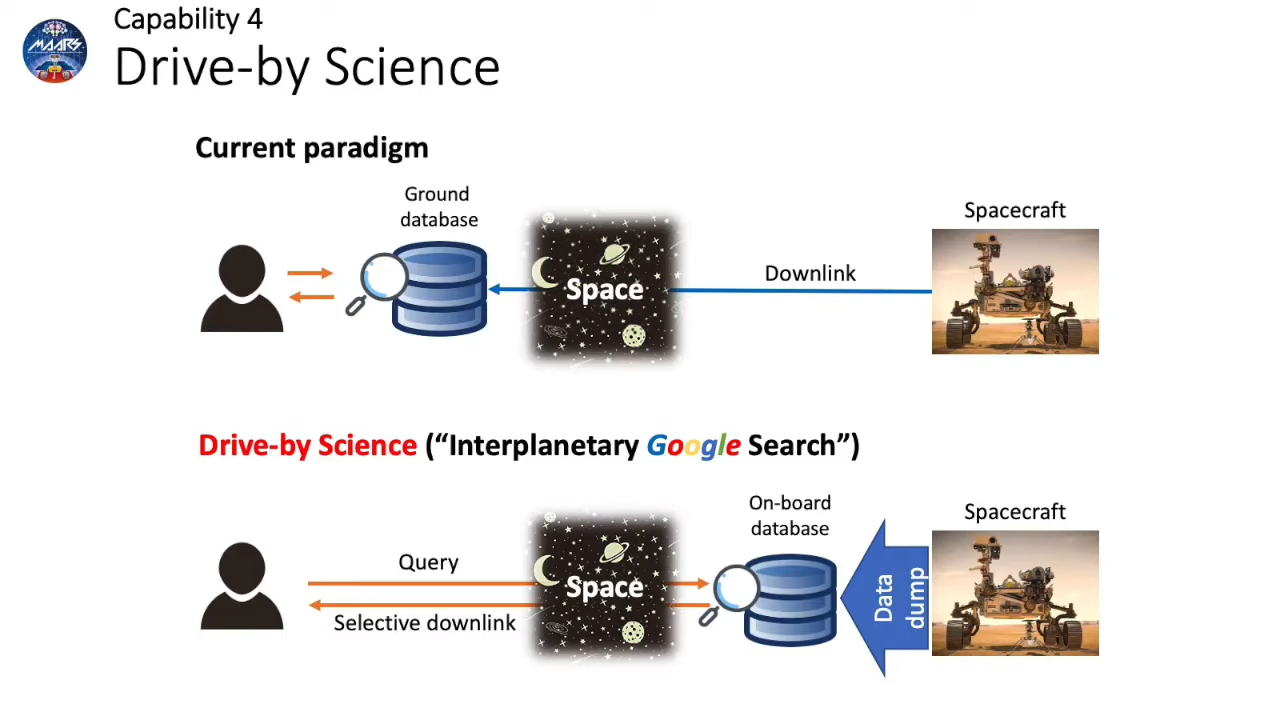 MAARS
Capability 4
Drive-by Science
Current paradigm
Ground
database
Space
Downlink
Spacecraft
Drive-by Science (“Interplanetary Google Search”)
Query
Selective downlink
Space
On-board
database
Data
dump
Spacecraft